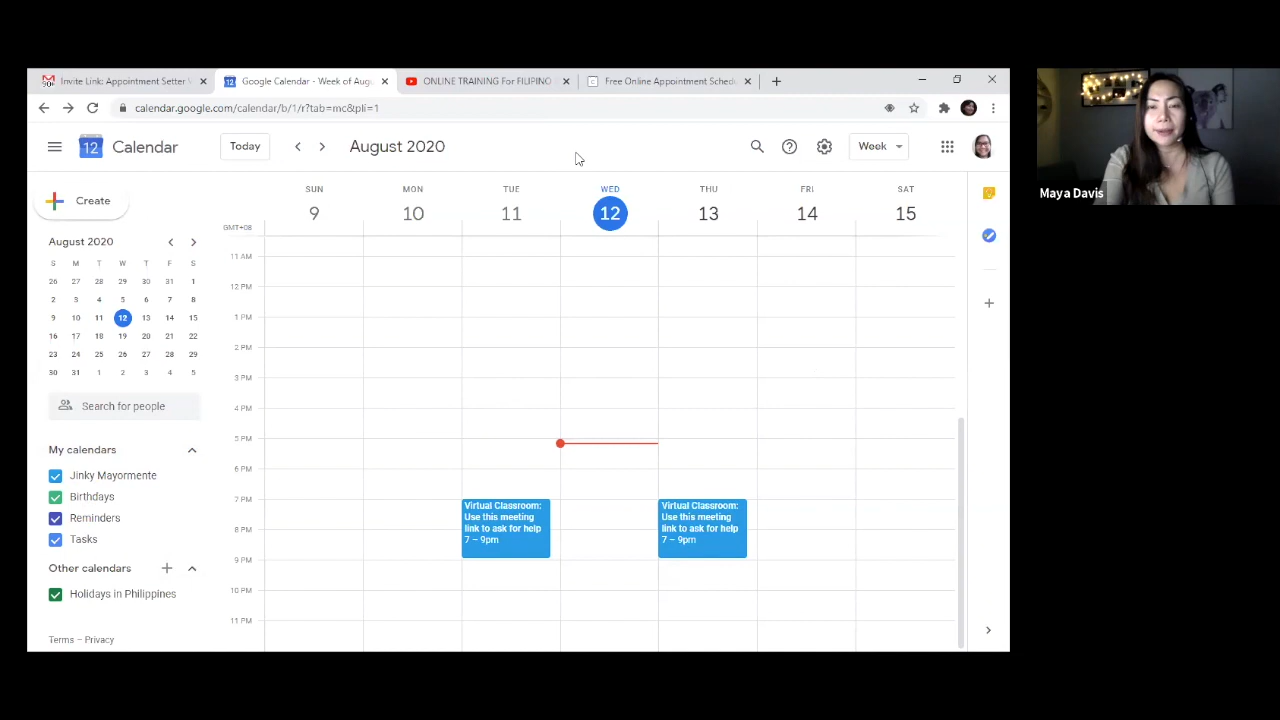 Invite Link: Appointment Setter
Google Calendar - Week of Aug
ONLINE TRAINING For FILIPINO
Free Online Appointment Sched
calendar.google.com/calendar/b/1/r?tab=mc&pli=1
12
Calendar
Today
August 2020
Week
Create
August 2020
S M T W T F S
26 27 28 29 30 31 1
2 3 4 5 6 7 8
9 10 11 12 13 14 15
16 17 18 19 20 21 22
23 24 25 26 27 28 29
30 31 1 2 3 4 5
Search for people
My calendars
Jinky Mayormente
Birthdays
Reminders
Tasks
Other calendars
Holidays in Philippines
Terms – Privacy
SUN MON TUE WED THU FRI SAT
9 10 11 12 13 14 15
GMT+08
11 AM
12 PM
1 PM
2 PM
3 PM
4 PM
5 PM
6 PM
7 PM
8 PM
9 PM
10 PM
11 PM
Virtual Classroom:
Use this meeting
link to ask for help
7 – 9pm
Virtual Classroom:
Use this meeting
link to ask for help
7 – 9pm
Maya Davis